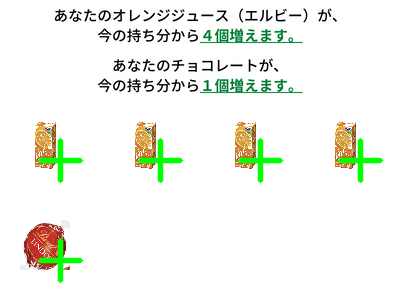 あなたのオレンジジュース（エルビー）が、
今の持ち分から４個増えます。
あなたのチョコレートが、
今の持ち分から１個増えます。
LINDT